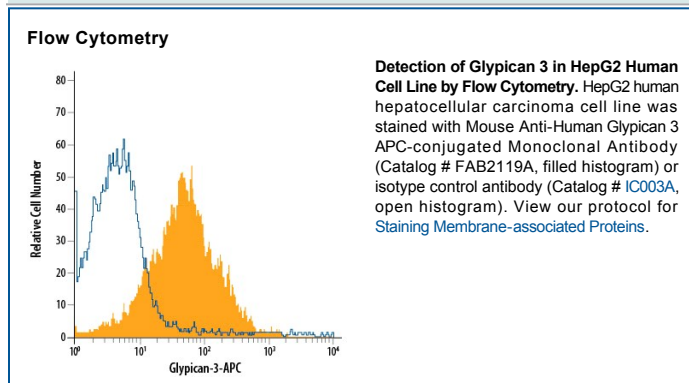 Flow Cytometry
Detection of Glypican 3 in HepG2 Human
Cell Line by Flow Cytometry. HepG2 human
hepatocellular carcinoma cell line was
stained with Mouse Anti-Human Glypican 3
APC-conjugated Monoclonal Antibody
(Catalog # FAB2119A, filled histogram) or
isotype control antibody (Catalog # IC003A,
open histogram). View our protocol for
Staining Membrane-associated Proteins.
Relative Cell Number
80
70
60
50
40
30
20
10
0
10⁰ 10¹ 10² 10³ 10⁴
Glypican-3-APC